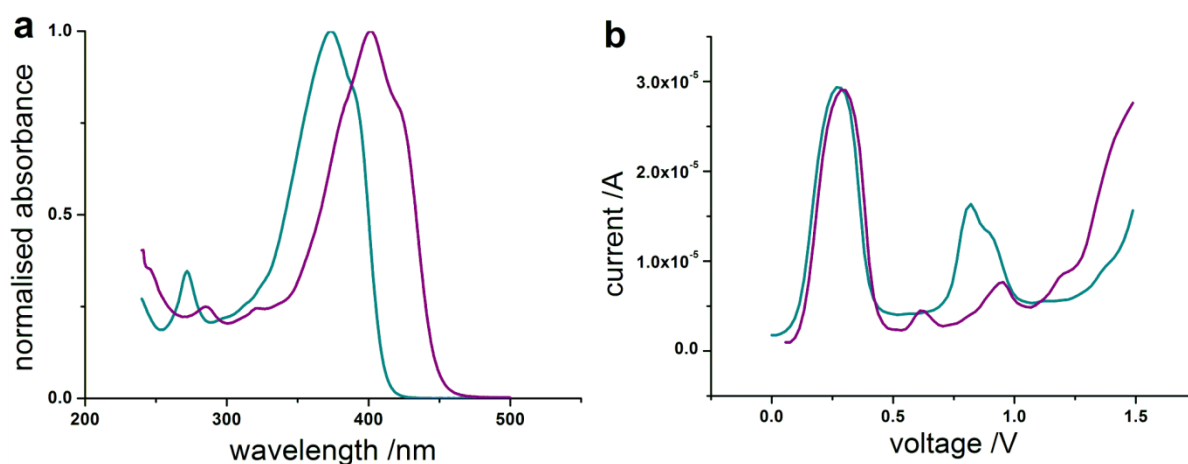 a
1.0
0.5
0.0
normalised absorbance
200
300
400
500
wavelength /nm
b
3.0x10⁻⁵
2.0x10⁻⁵
1.0x10⁻⁵
0.0
current /A
0.0
0.5
1.0
1.5
voltage /V